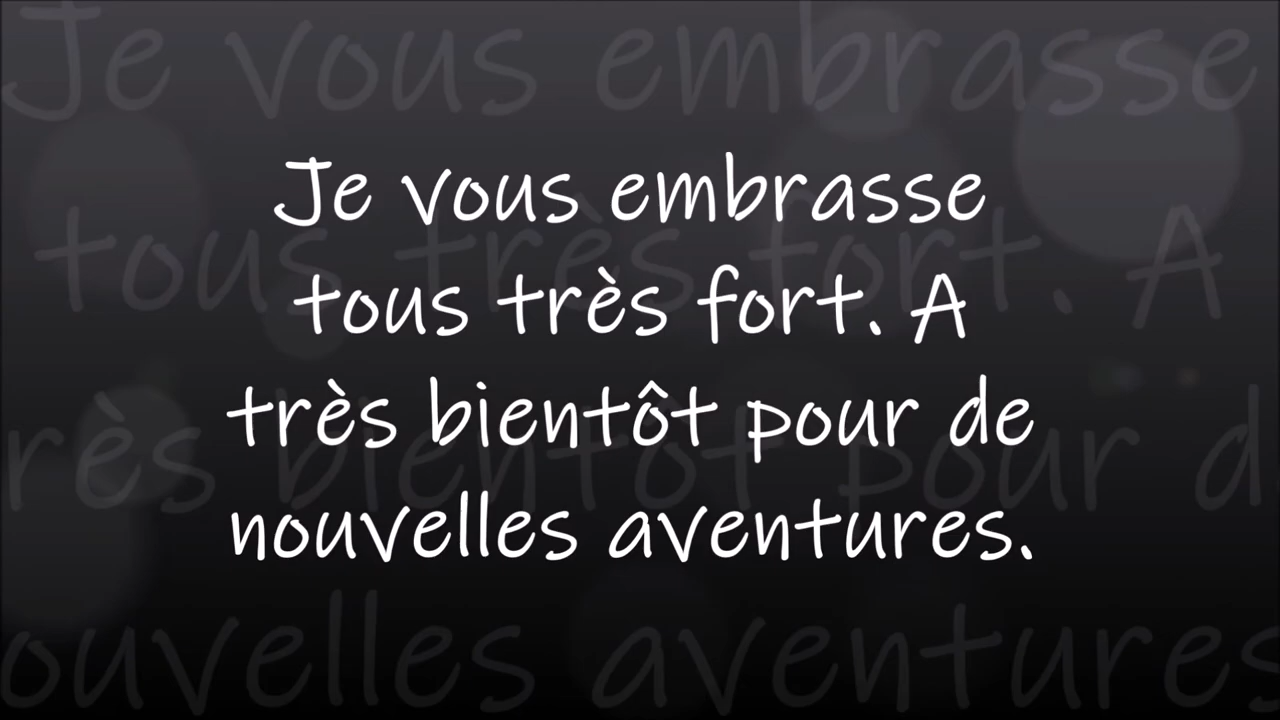 Je vous embrasse
tous très fort. A
très bientôt pour de
nouvelles aventures.